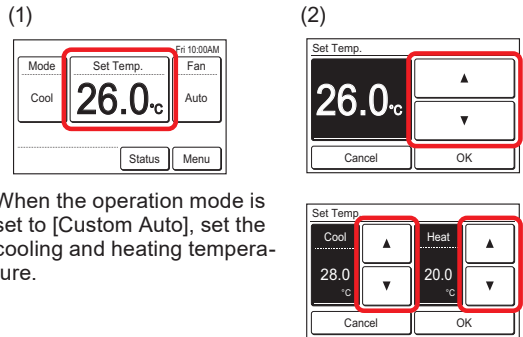 (1)
Fri 10:00AM
Mode
Set Temp.
Fan
Cool
26.0°C
Auto
Status
Menu
When the operation mode is
set to [Custom Auto], set the
cooling and heating tempera-
ture.
(2)
Set Temp.
26.0°C
▲
▼
Cancel
OK
Set Temp.
Cool
▲
Heat
▲
28.0
°C
▼
20.0
°C
▼
Cancel
OK